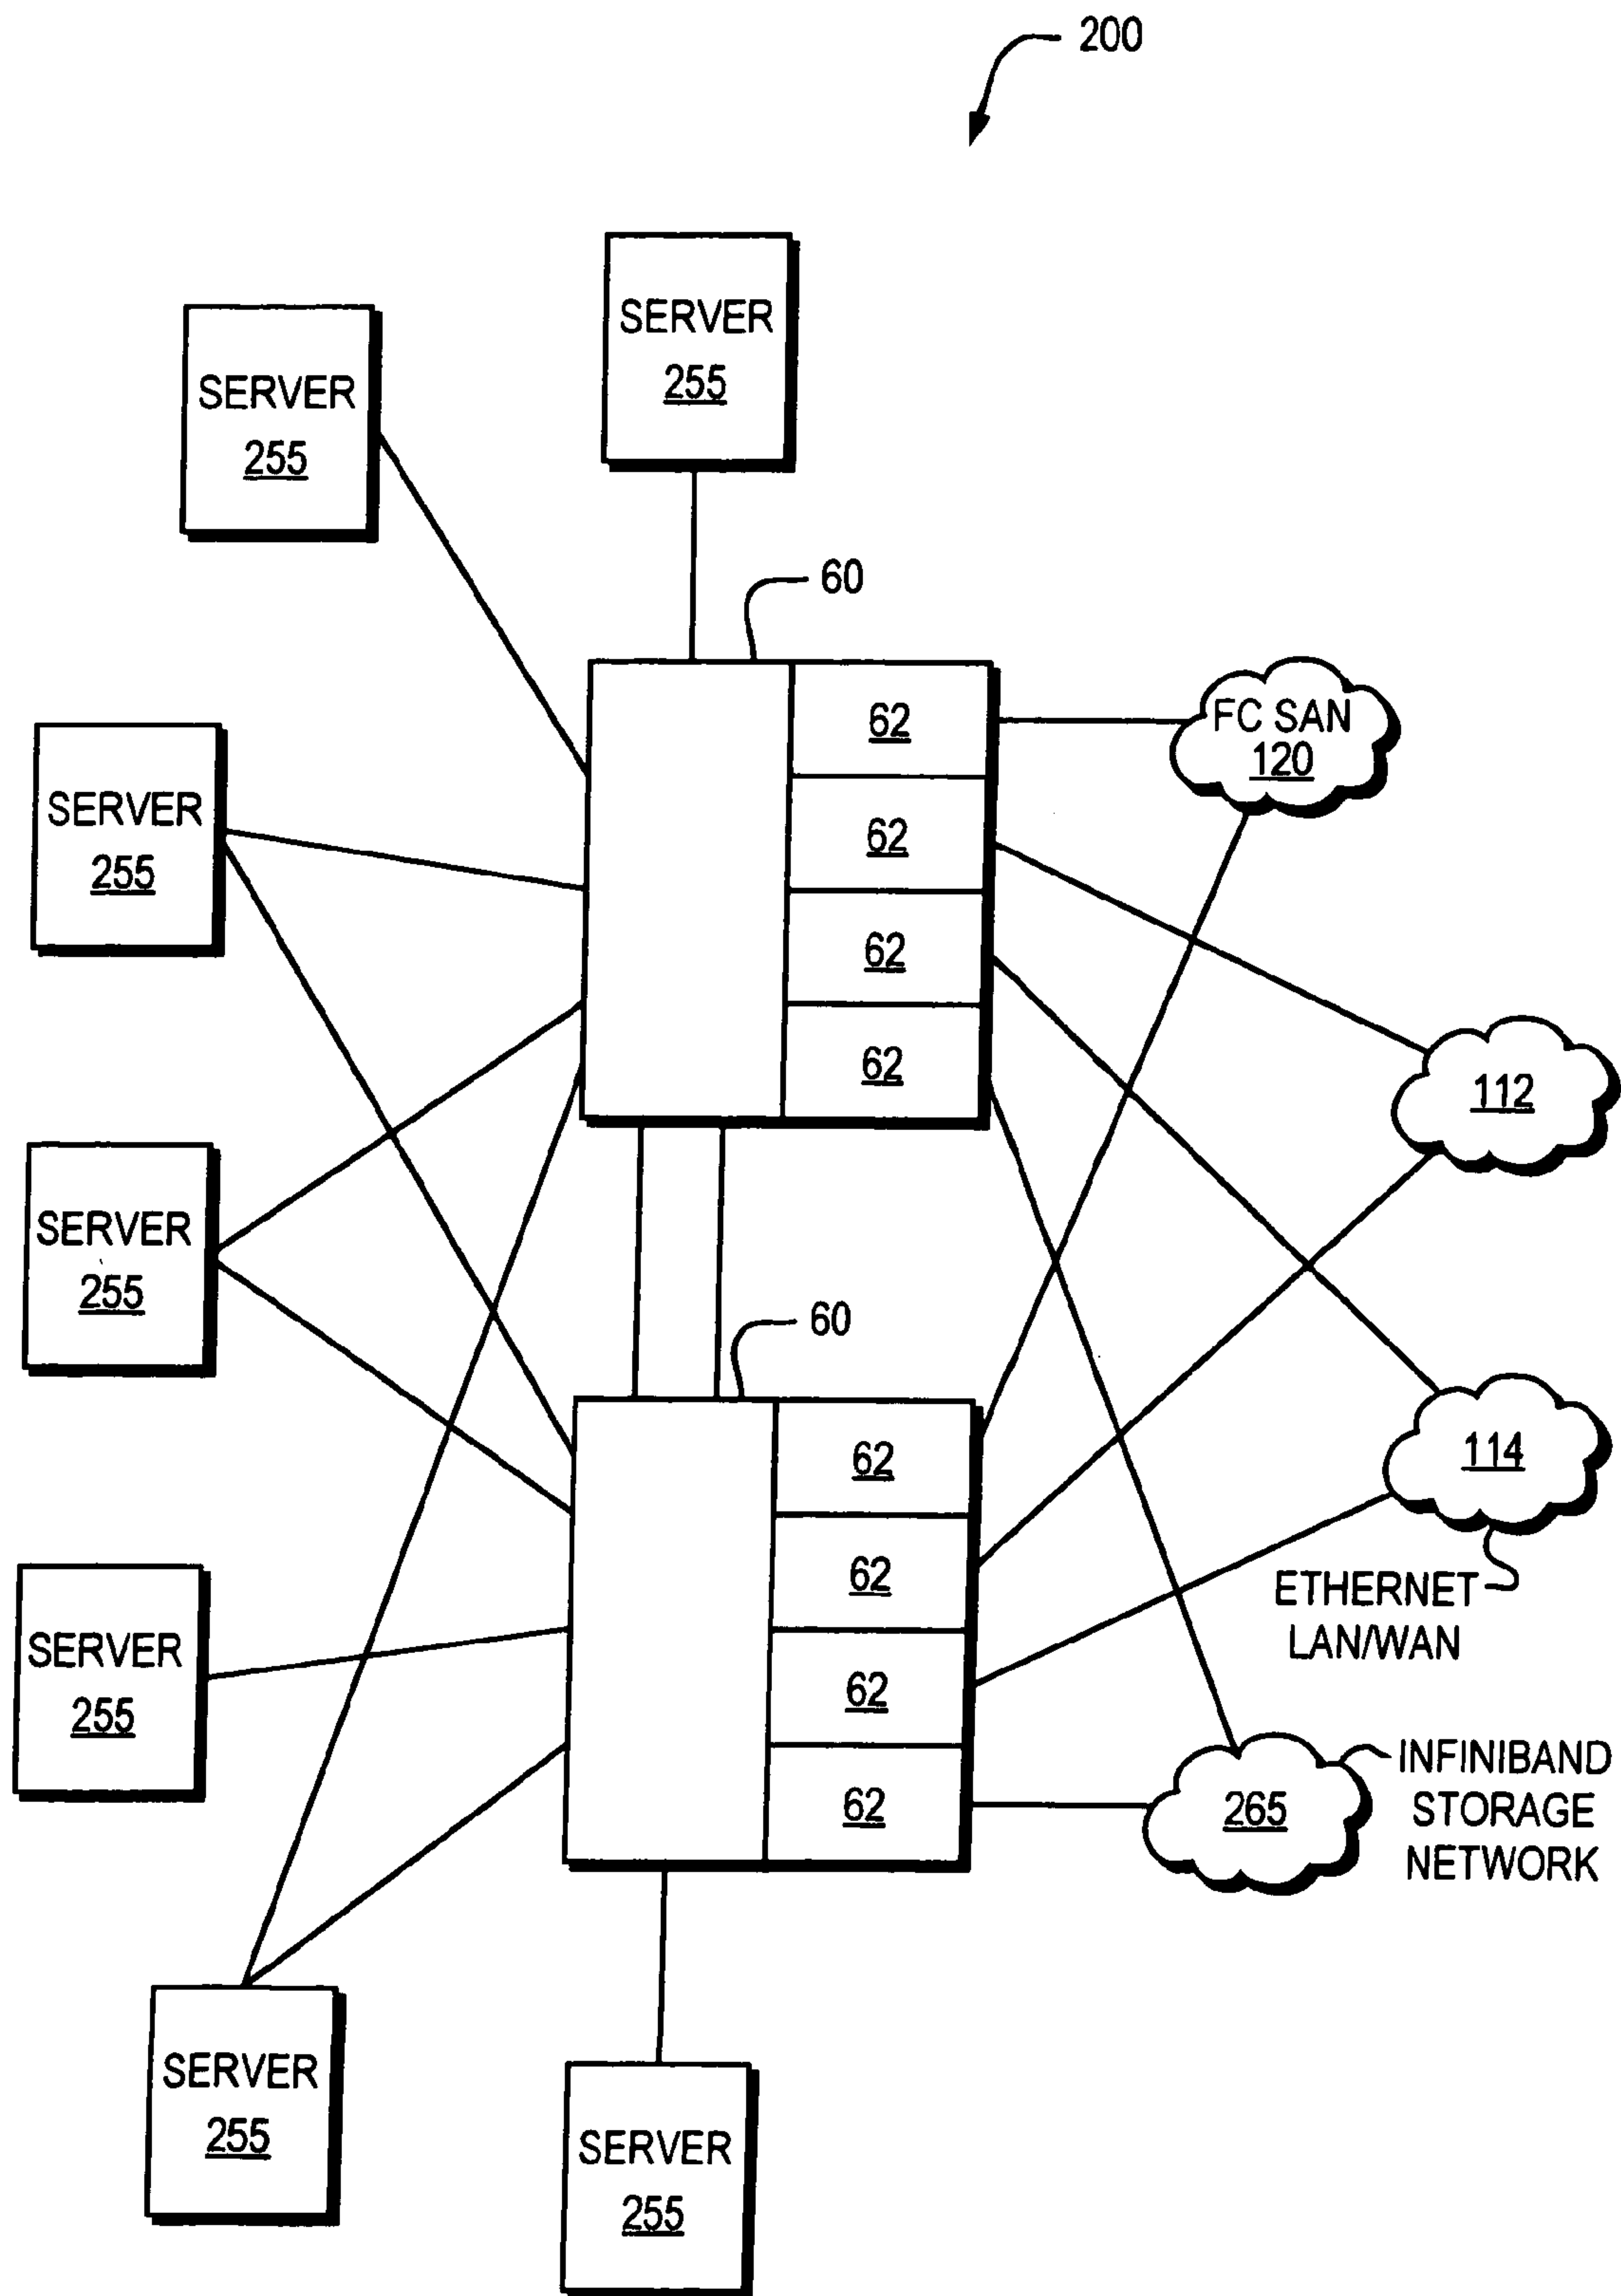 200
SERVER
255
SERVER
255
60
62
FC SAN
120
SERVER
255
62
62
62
112
SERVER
255
60
62
114
62
ETHERNET
LAN/WAN
SERVER
255
62
INFINIBAND
STORAGE
NETWORK
62
265
SERVER
255
SERVER
255